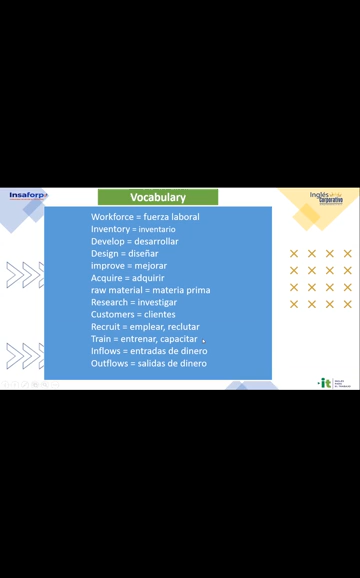 Insaforp
Vocabulary
Inglés
Corporativo
Workforce = fuerza laboral
Inventory = inventario
Develop = desarrollar
Design = diseñar
improve = mejorar
Acquire = adquirir
raw material = materia prima
Research = investigar
Customers = clientes
Recruit = emplear, reclutar
Train = entrenar, capacitar
Inflows = entradas de dinero
Outflows = salidas de dinero
it